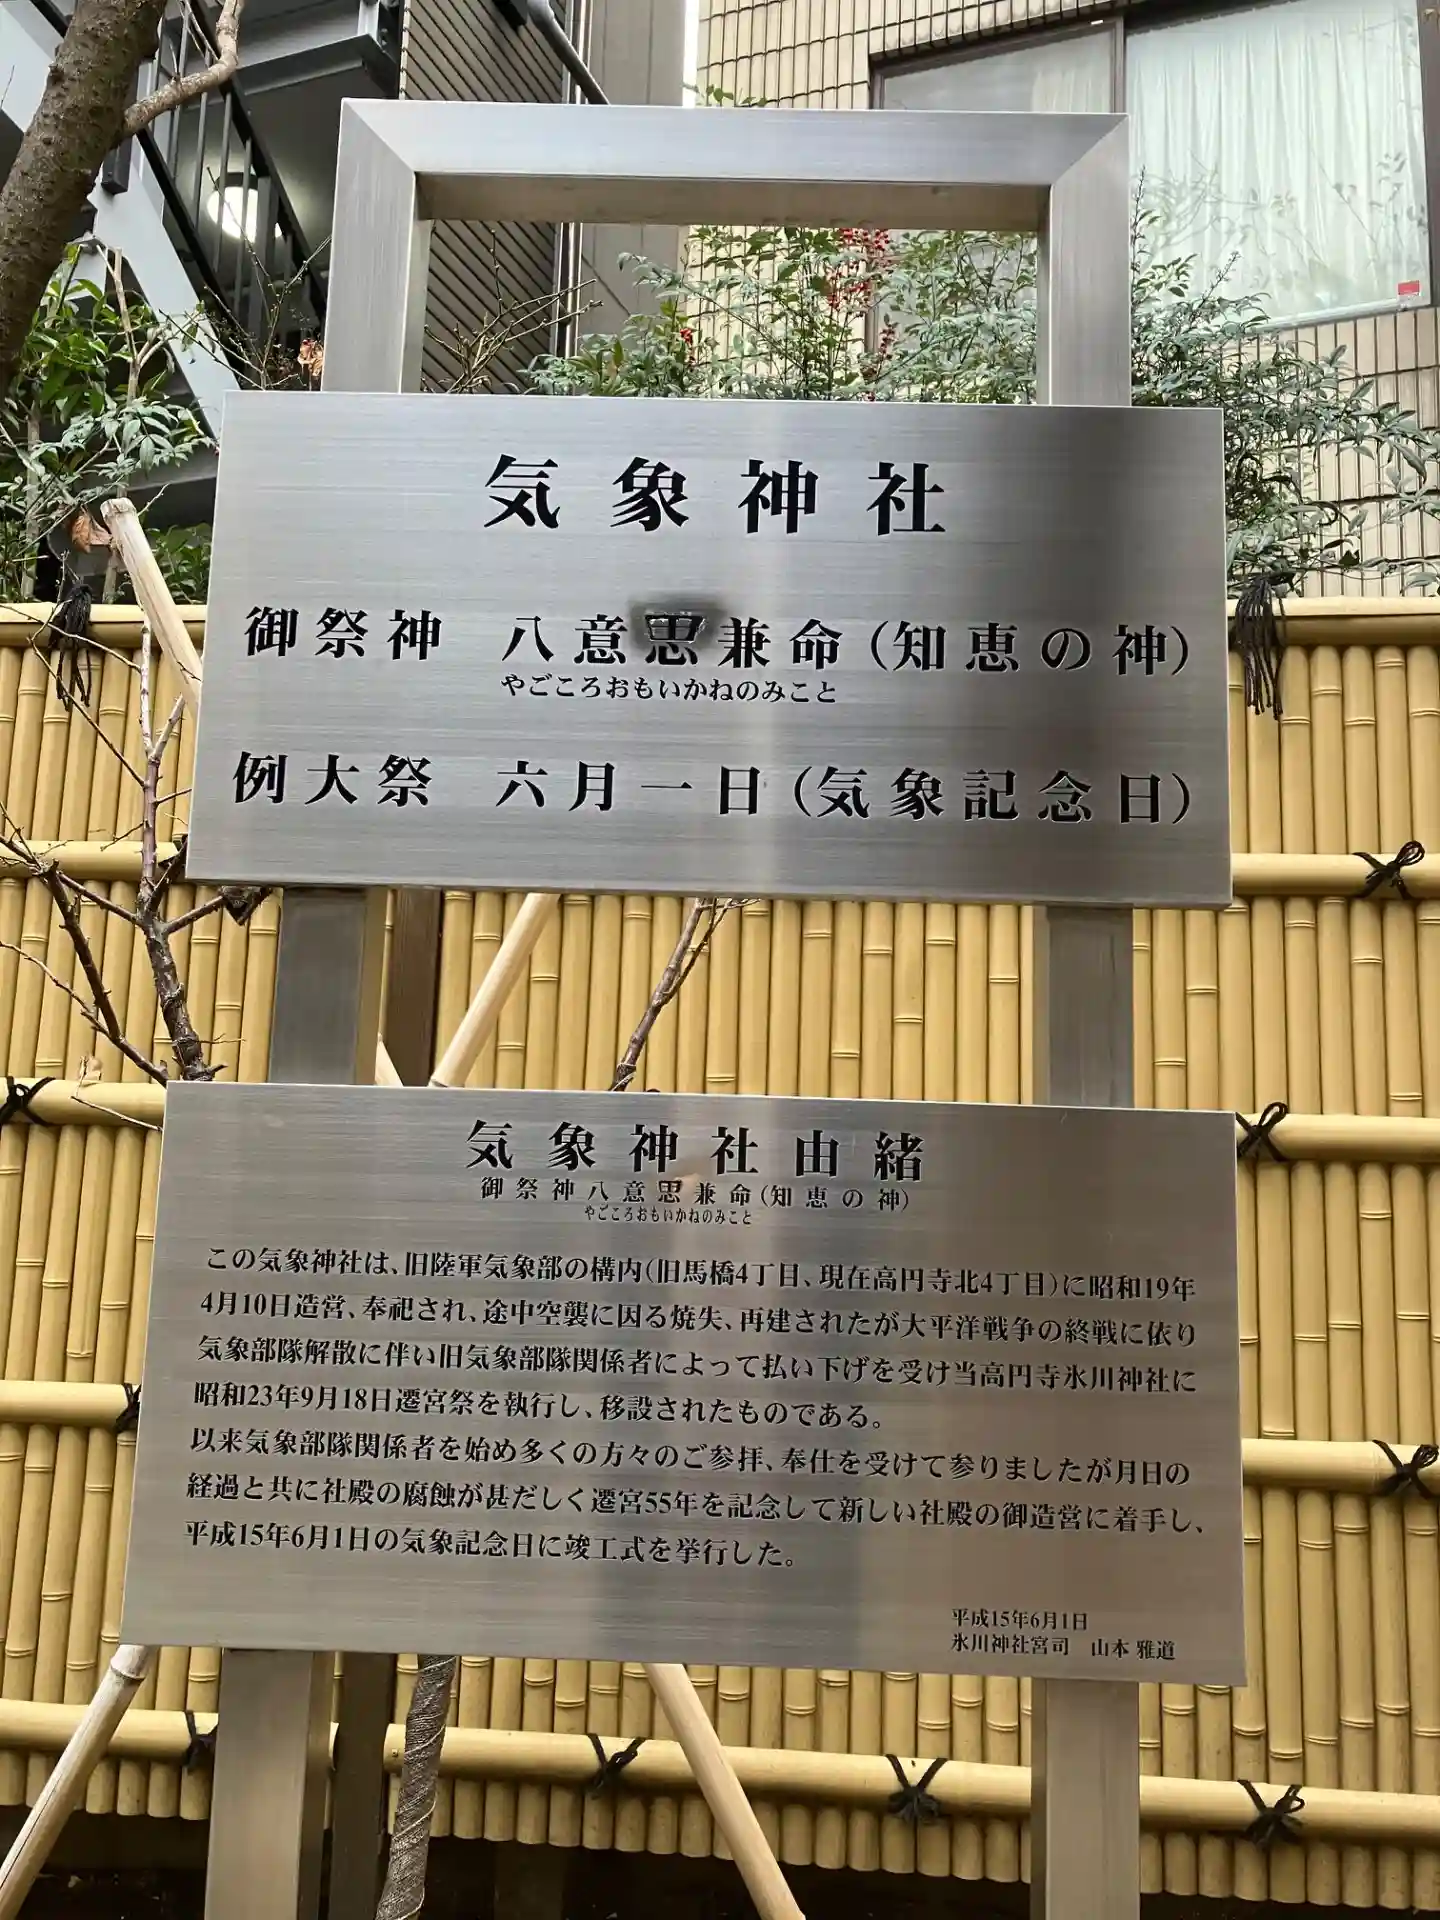 気象神社
御祭神 八意思兼命(知恵の神)
やごころおもいかねのみこと
例大祭 六月一日(気象記念日)
気象神社由緒
御祭神八意思兼命(知恵の神)
やごころおもいかねのみこと
この気象神社は、旧陸軍気象部の構内(旧馬橋4丁目、現在高円寺北4丁目)に昭和19年
4月10日造営、奉祀され、途中空襲に因る焼失、再建されたが大平洋戦争の終戦に依り
気象部隊解散に伴い旧気象部隊関係者によって払い下げを受け当高円寺氷川神社に
昭和23年9月18日遷宮祭を執行し、移設されたものである。
以来気象部隊関係者を始め多くの方々のご参拝、奉仕を受けて参りましたが月日の
経過と共に社殿の腐蝕が甚だしく遷宮55年を記念して新しい社殿の御造営に着手し、
平成15年6月1日の気象記念日に竣工式を挙行した。
平成15年6月1日
氷川神社宮司 山本 雅道